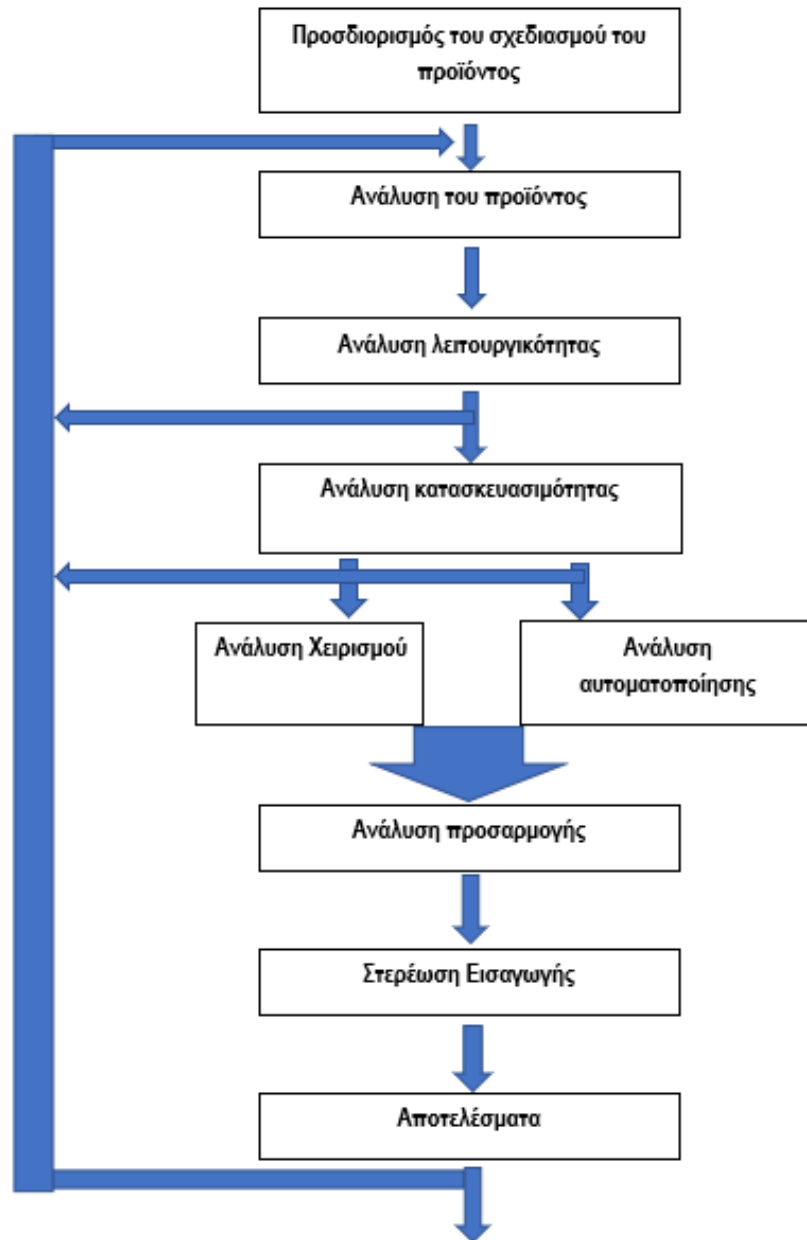 Προσδιορισμός του σχεδιασμού του
προϊόντος
Ανάλυση του προϊόντος
Ανάλυση λειτουργικότητας
Ανάλυση κατασκευασιμότητας
Ανάλυση Χειρισμού
Ανάλυση
αυτοματοποίησης
Ανάλυση προσαρμογής
Στερέωση Εισαγωγής
Αποτελέσματα